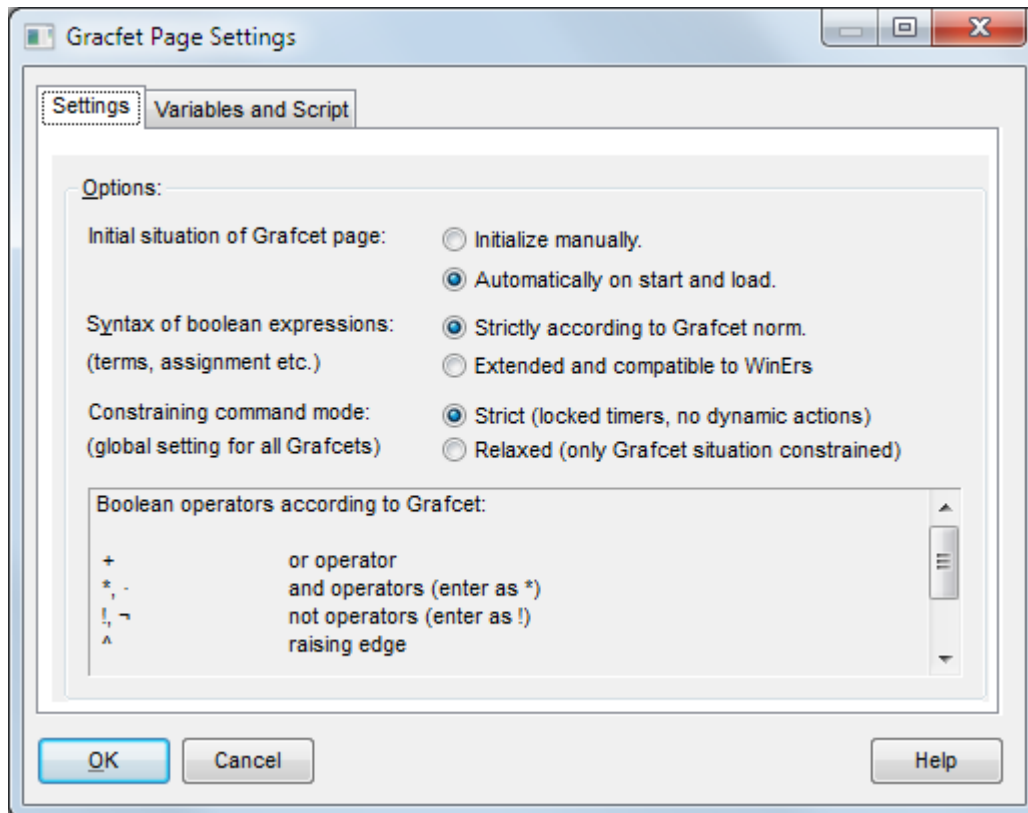 Gracfet Page Settings
Settings Variables and Script
Options:
Initial situation of Grafcet page: Initialize manually.
Automatically on start and load.
Syntax of boolean expressions: Strictly according to Grafcet norm.
(terms, assignment etc.) Extended and compatible to WinErs
Constraining command mode: Strict (locked timers, no dynamic actions)
(global setting for all Grafcets) Relaxed (only Grafcet situation constrained)
Boolean operators according to Grafcet:
+ or operator
*, · and operators (enter as *)
!, ¬ not operators (enter as !)
^ raising edge
OK Cancel Help